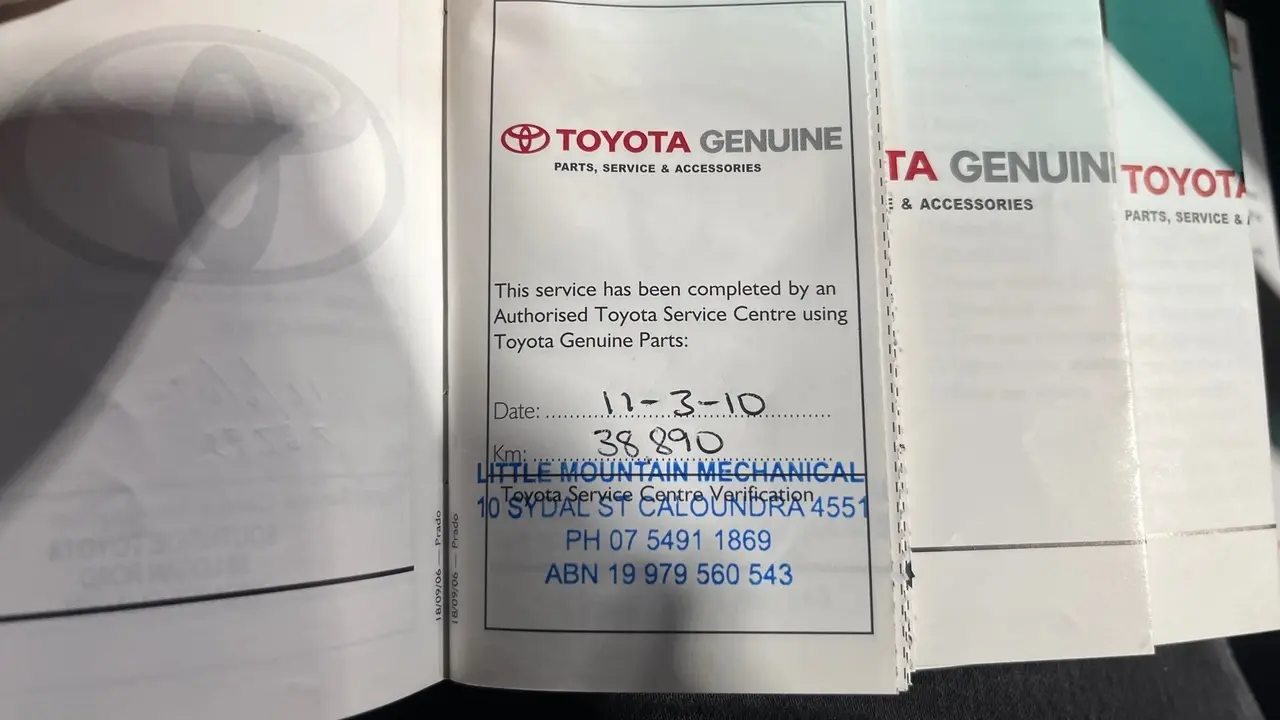 TOYOTA GENUINE
PARTS, SERVICE & ACCESSORIES
This service has been completed by an
Authorised Toyota Service Centre using
Toyota Genuine Parts:
Date: 11-3-10
Km: 38 890
LITTLE MOUNTAIN MECHANICAL
Toyota Service Centre Verification
10 SYDAL ST CALOUNDRA 4551
PH 07 5491 1869
ABN 19 979 560 543
18/09/06 — Prado
18/09/06 — Prado
TA GENUIN
& ACCESSORIES
TOYOTA
PARTS, SERVICE &